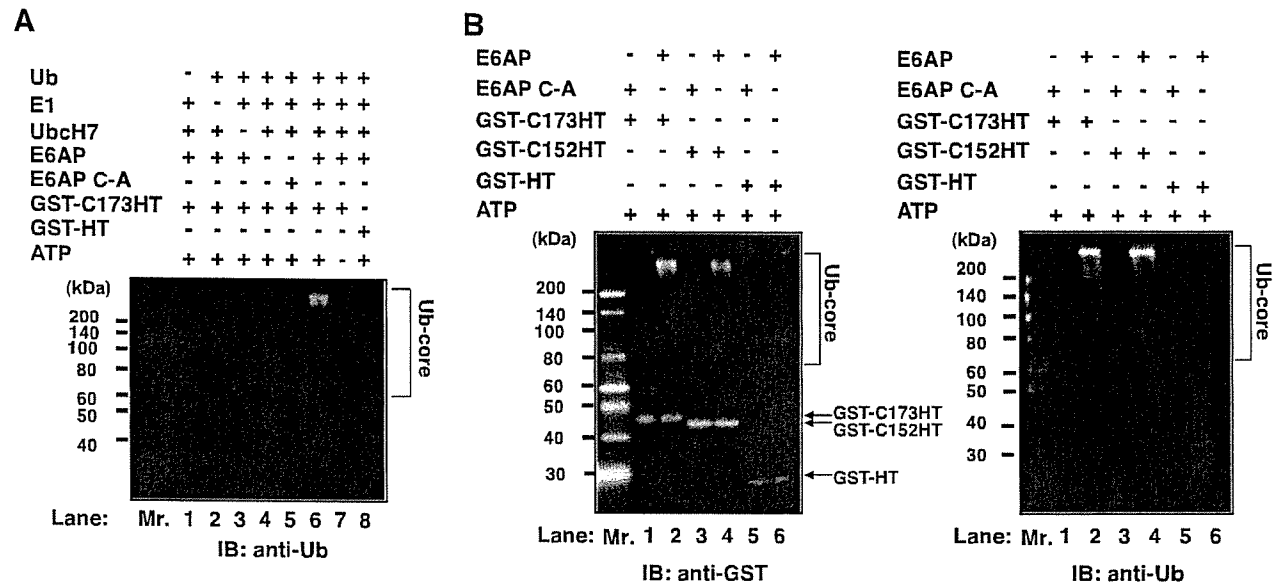 A
Ub - + + + + + + +
E1 + - + + + + + +
UbcH7 + + - + + + + +
E6AP + + + - - + + +
E6AP C-A - - - - + - - -
GST-C173HT + + + + + + + -
GST-HT - - - - - - - +
ATP + + + + + + - +
(kDa)
200
140
100
80
60
50
40
Ub-core
Lane: Mr. 1 2 3 4 5 6 7 8
IB: anti-Ub
B
E6AP - + - + - +
E6AP C-A + - + - + -
GST-C173HT + + - - - -
GST-C152HT - - + + - -
GST-HT - - - - + +
ATP + + + + + +
(kDa)
200
140
100
80
60
50
40
30
Ub-core
GST-C173HT
GST-C152HT
GST-HT
Lane: Mr. 1 2 3 4 5 6
IB: anti-GST
E6AP - + - + - +
E6AP C-A + - + - + -
GST-C173HT + + - - - -
GST-C152HT - - + + - -
GST-HT - - - - + +
ATP + + + + + +
(kDa)
200
140
100
80
60
50
40
30
Ub-core
Lane: Mr. 1 2 3 4 5 6
IB: anti-Ub